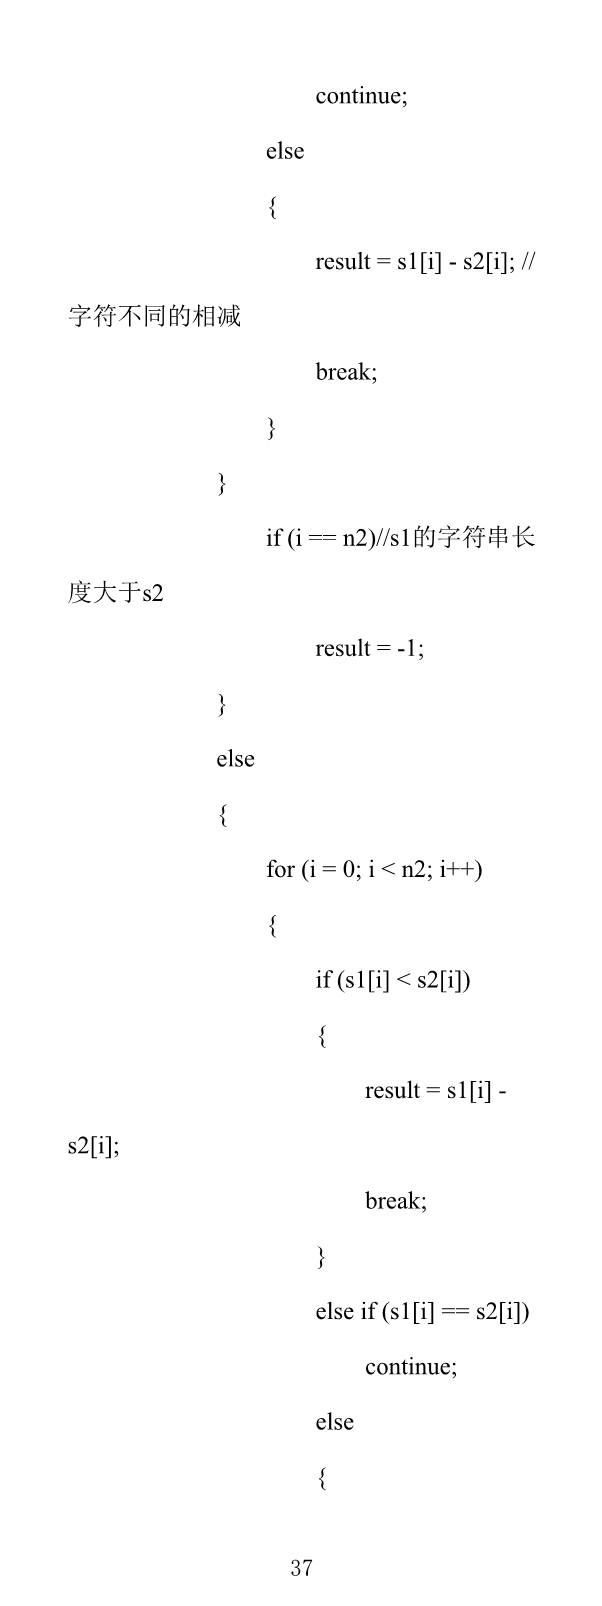 continue;
else
{
result = s1[i] - s2[i]; //
字符不同的相减
break;
}
}
if (i == n2)//s1的字符串长
度大于s2
result = -1;
}
else
{
for (i = 0; i < n2; i++)
{
if (s1[i] < s2[i])
{
result = s1[i] -
s2[i];
break;
}
else if (s1[i] == s2[i])
continue;
else
{
37